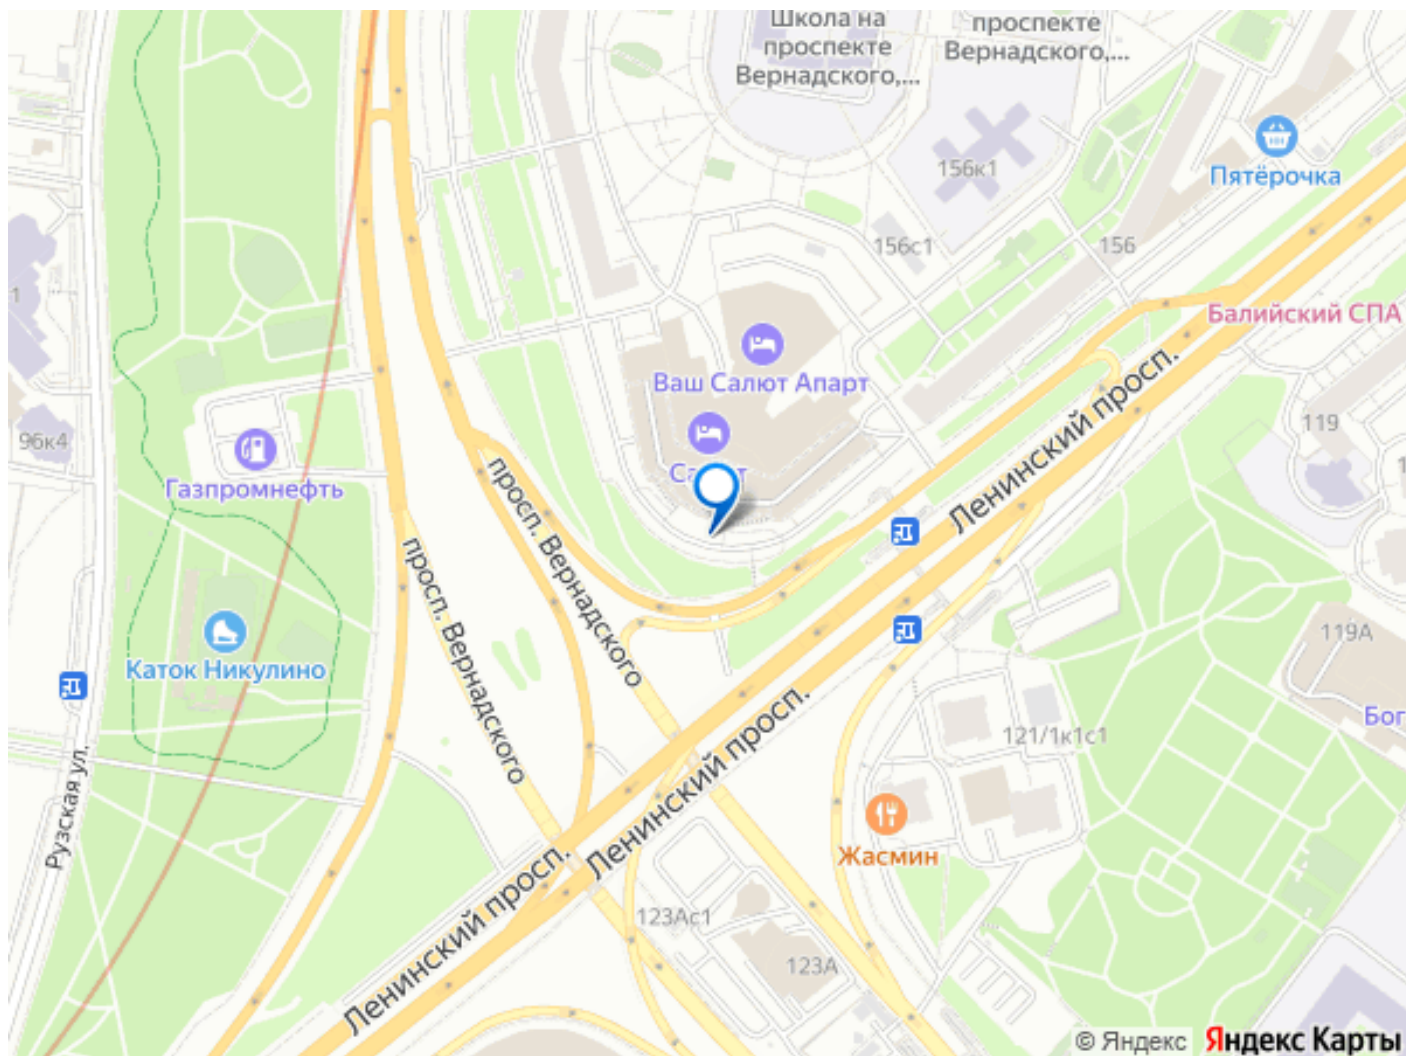 Школа на
проспекте
Вернадского,...
проспекте
Вернадского,...
156к1
Пятёрочка
156с1
156
Балийский СПА
Ваш Салют Апарт
1
96к4
Газпромнефть
119
Ленинский просп.
просп. Вернадского
просп. Вернадского
Каток Никулино
119А
Бог
121/1к1с1
Рузская ул.
Ленинский просп.
Жасмин
Ленинский просп.
123Ас1
123А
© Яндекс Яндекс Карты